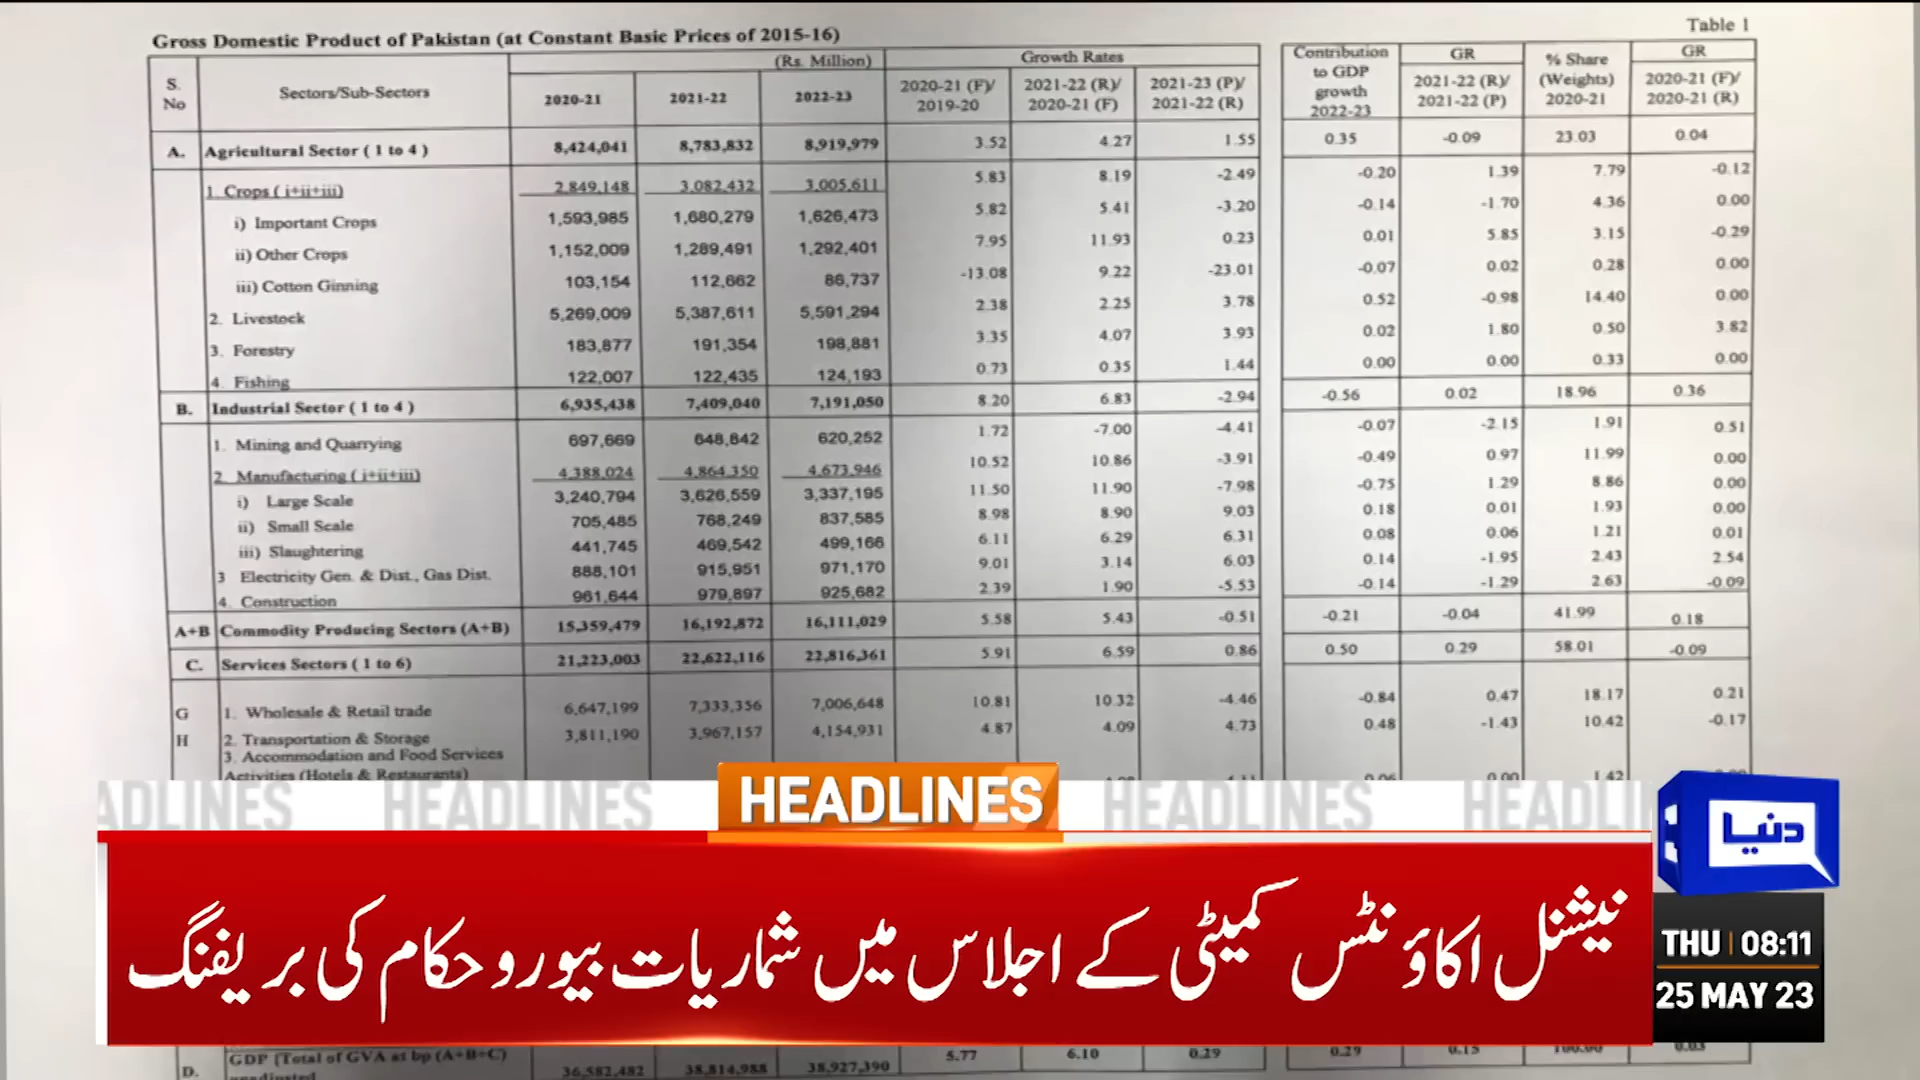 Table 1
Gross Domestic Product of Pakistan (at Constant Basic Prices of 2015-16)
S. No Sectors/Sub-Sectors (Rs. Million) Growth Rates Contribution to GDP growth 2022-23 GR % Share (Weights) 2020-21 GR
2020-21 2021-22 2022-23 2020-21 (F)/ 2019-20 2021-22 (R)/ 2020-21 (F) 2021-23 (P)/ 2021-22 (R) 2021-22 (R)/ 2021-22 (P) 2020-21 (F)/ 2020-21 (R)
A. Agricultural Sector ( 1 to 4 ) 8,424,041 8,783,832 8,919,979 3.52 4.27 1.55 0.35 -0.09 23.03 0.04
1. Crops ( i+ii+iii) 2,849,148 3,082,432 3,005,611 5.83 8.19 -2.49 -0.20 1.39 7.79 -0.12
i) Important Crops 1,593,985 1,680,279 1,626,473 5.82 5.41 -3.20 -0.14 -1.70 4.36 0.00
ii) Other Crops 1,152,009 1,289,491 1,292,401 7.95 11.93 0.23 0.01 5.85 3.15 -0.29
iii) Cotton Ginning 103,154 112,662 86,737 -13.08 9.22 -23.01 -0.07 0.02 0.28 0.00
2. Livestock 5,269,009 5,387,611 5,591,294 2.38 2.25 3.78 0.52 -0.98 14.40 0.00
3. Forestry 183,877 191,354 198,881 3.35 4.07 3.93 0.02 1.80 0.50 3.82
4. Fishing 122,007 122,435 124,193 0.73 0.35 1.44 0.00 0.00 0.33 0.00
B. Industrial Sector ( 1 to 4 ) 6,935,438 7,409,040 7,191,050 8.20 6.83 -2.94 -0.56 0.02 18.96 0.36
1. Mining and Quarrying 697,669 648,842 620,252 1.72 -7.00 -4.41 -0.07 -2.15 1.91 0.51
2. Manufacturing ( i+ii+iii) 4,388,024 4,864,350 4,673,946 10.52 10.86 -3.91 -0.49 0.97 11.99 0.00
i) Large Scale 3,240,794 3,626,559 3,337,195 11.50 11.90 -7.98 -0.75 1.29 8.86 0.00
ii) Small Scale 705,485 768,249 837,585 8.98 8.90 9.03 0.18 0.01 1.93 0.00
iii) Slaughtering 441,745 469,542 499,166 6.11 6.29 6.31 0.08 0.06 1.21 0.01
3 Electricity Gen. & Dist., Gas Dist. 888,101 915,951 971,170 9.01 3.14 6.03 0.14 -1.95 2.43 2.54
4. Construction 961,644 979,897 925,682 2.39 1.90 -5.53 -0.14 -1.29 2.63 -0.09
A+B Commodity Producing Sectors (A+B) 15,359,479 16,192,872 16,111,029 5.58 5.43 -0.51 -0.21 -0.04 41.99 0.18
C. Services Sectors ( 1 to 6) 21,223,003 22,622,116 22,816,361 5.91 6.59 0.86 0.50 0.29 58.01 -0.09
G 1. Wholesale & Retail trade 6,647,199 7,333,356 7,006,648 10.81 10.32 -4.46 -0.84 0.47 18.17 0.21
H 2. Transportation & Storage 3,811,190 3,967,157 4,154,931 4.87 4.09 4.73 0.48 -1.43 10.42 -0.17
3. Accommodation and Food Services
Activities (Hotels & Restaurants)
HEADLINES HEADLINES HEADLINES
دنیا
نیشنل اکاؤنٹس کمیٹی کے اجلاس میں شماریات بیورو حکام کی بریفنگ
THU 08:11
25 MAY 23
D. GDP (Total of GVA at bp (A+B+C) 36,582,482 38,814,988 38,927,390 5.77 6.10 0.29 0.29 0.15 100.00 0.03